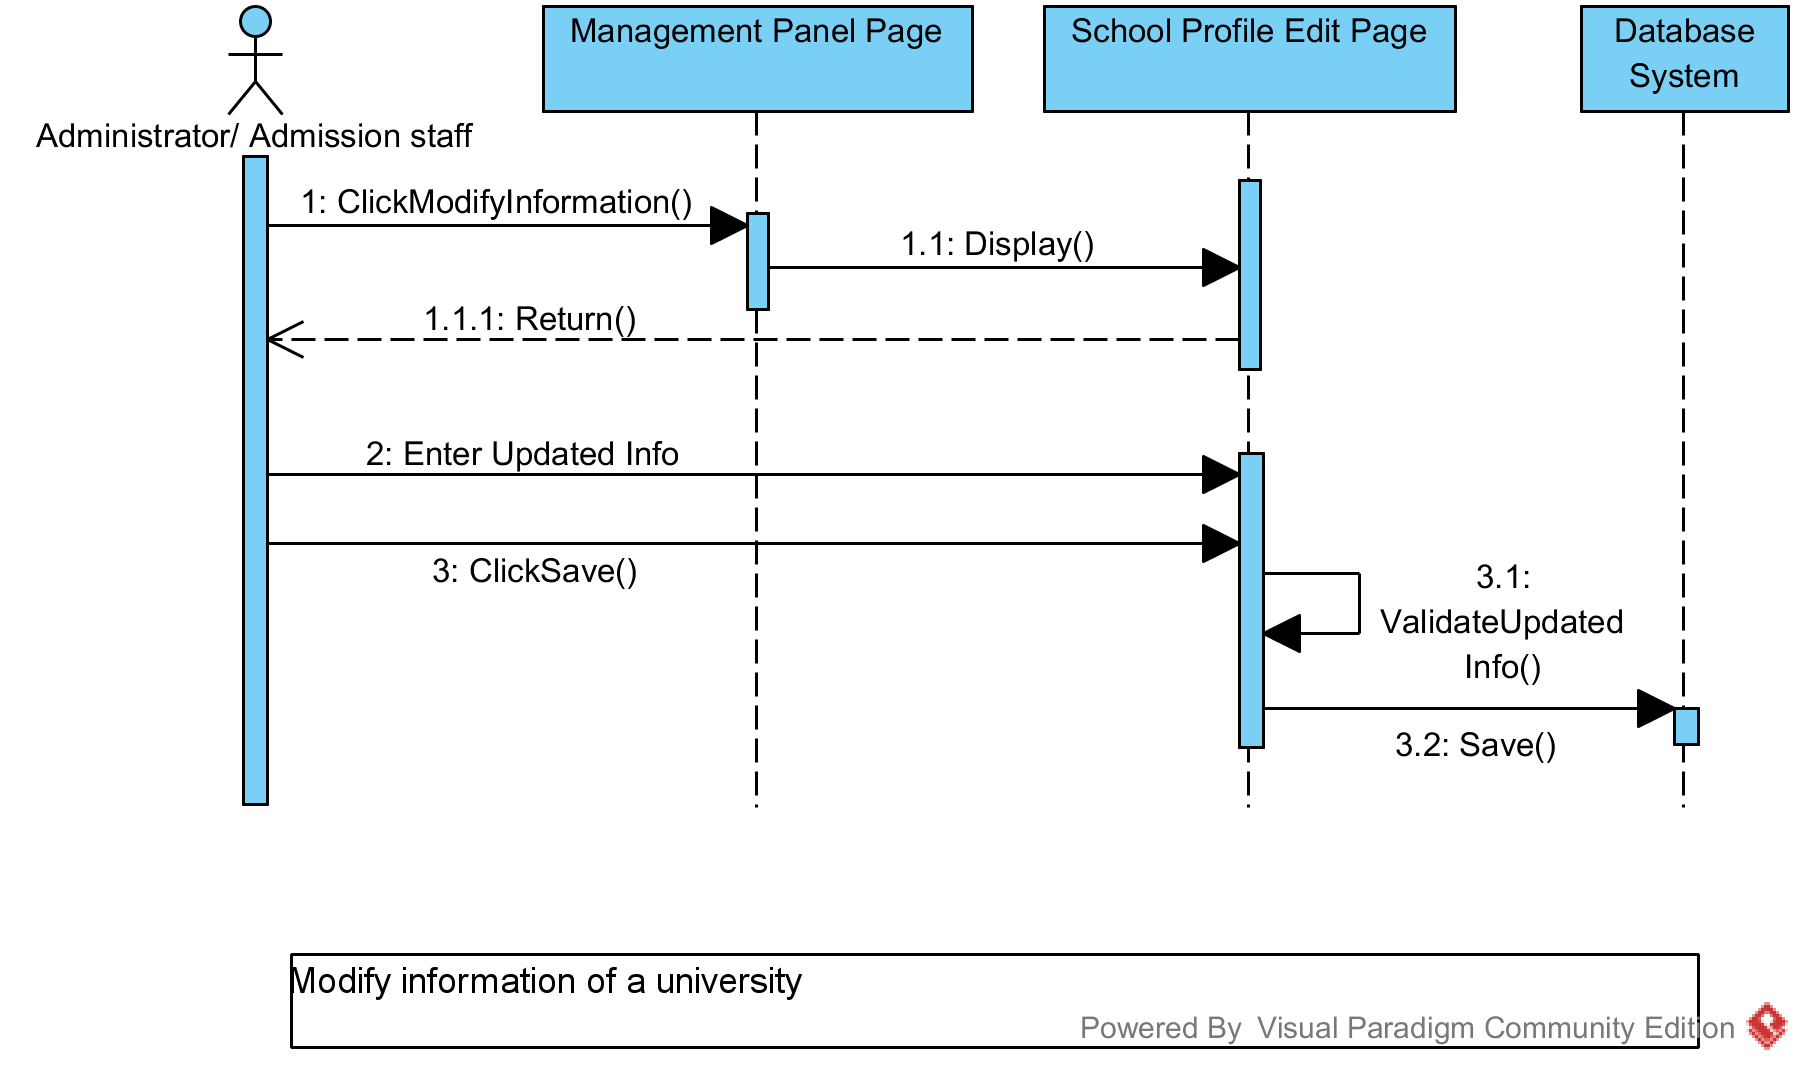 Management Panel Page
School Profile Edit Page
Database
System
Administrator/ Admission staff
1: ClickModifyInformation()
1.1: Display()
1.1.1: Return()
2: Enter Updated Info
3: ClickSave()
3.1:
ValidateUpdated
Info()
3.2: Save()
Modify information of a university
Powered By Visual Paradigm Community Edition